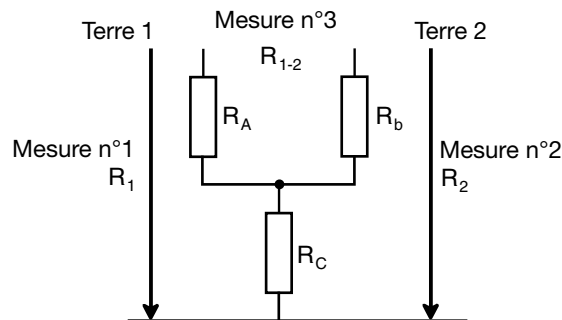 Mesure n°3
Terre 1
Terre 2
R1-2
RA
Rb
Mesure n°1
R1
Mesure n°2
R2
RC